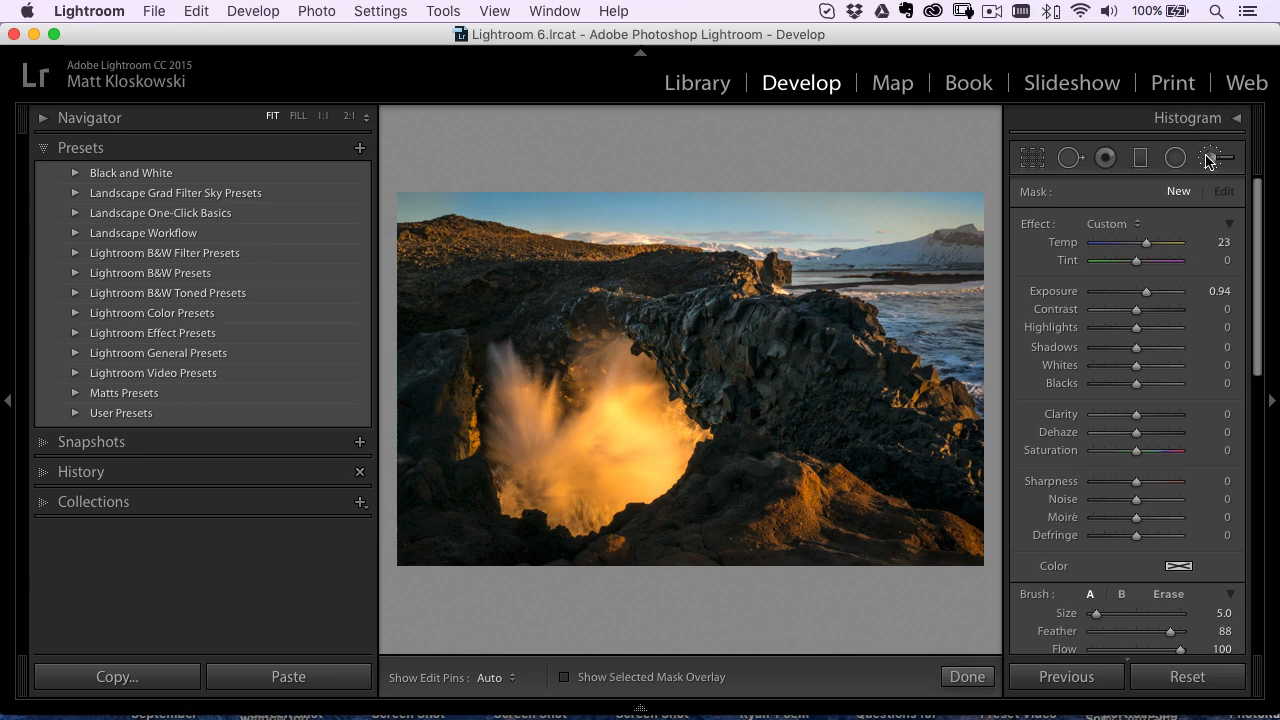 Lightroom File Edit Develop Photo Settings Tools View Window Help 100%
Lightroom 6.lrcat - Adobe Photoshop Lightroom - Develop
Lr Adobe Lightroom CC 2015
Matt Kloskowski
Library Develop Map Book Slideshow Print Web
Navigator FIT FILL 1:1 2:1
Presets
Black and White
Landscape Grad Filter Sky Presets
Landscape One-Click Basics
Landscape Workflow
Lightroom B&W Filter Presets
Lightroom B&W Presets
Lightroom B&W Toned Presets
Lightroom Color Presets
Lightroom Effect Presets
Lightroom General Presets
Lightroom Video Presets
Matts Presets
User Presets
Snapshots
History
Collections
Copy... Paste
Show Edit Pins : Auto Show Selected Mask Overlay Done
Histogram
Mask : New Edit
Effect : Custom
Temp 23
Tint 0
Exposure 0.94
Contrast 0
Highlights 0
Shadows 0
Whites 0
Blacks 0
Clarity 0
Dehaze 0
Saturation 0
Sharpness 0
Noise 0
Moiré 0
Defringe 0
Color
Brush : A B Erase
Size 5.0
Feather 88
Flow 100
Previous Reset